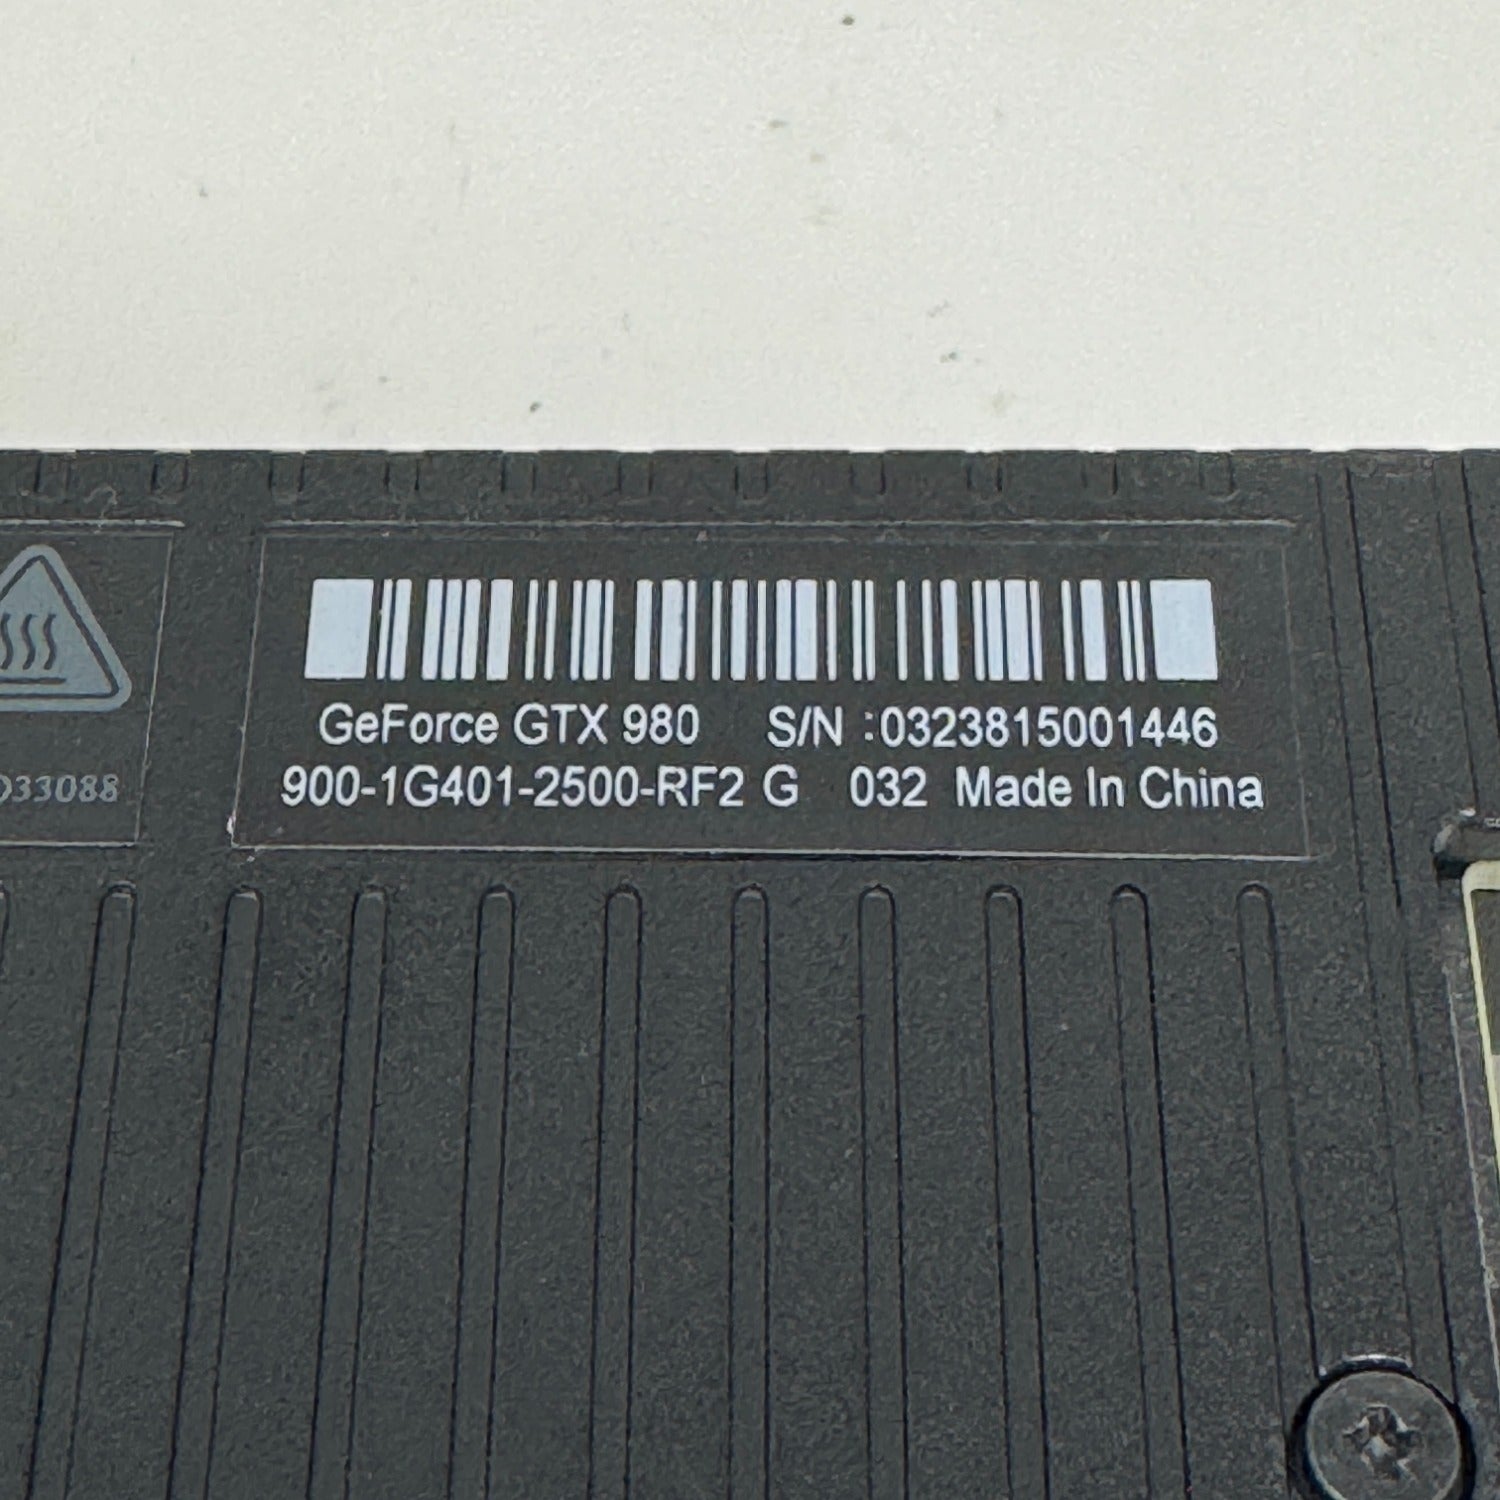 GeForce GTX 980 S/N :0323815001446
900-1G401-2500-RF2 G 032 Made In China